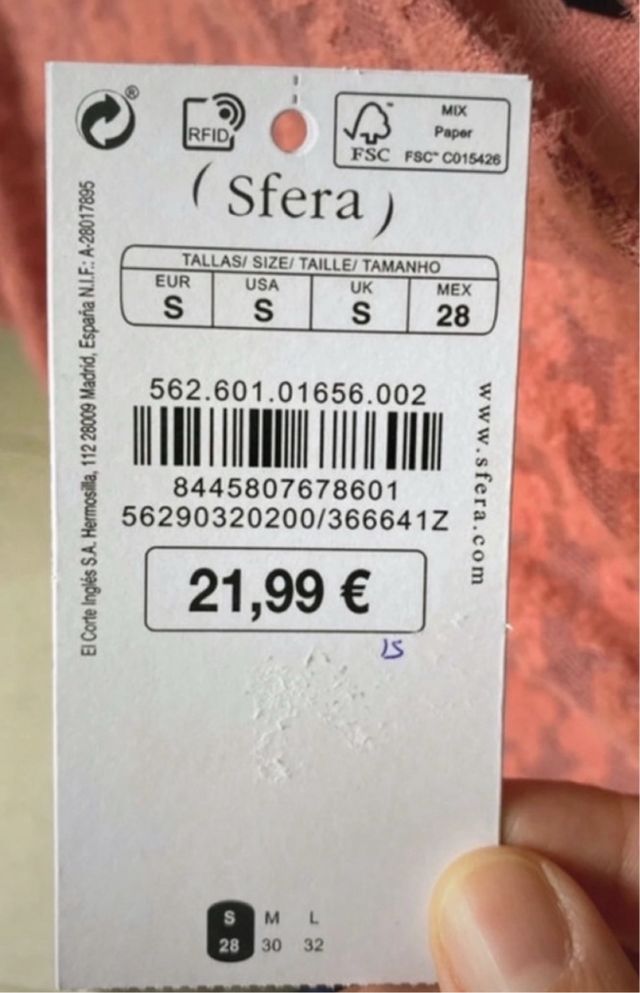 RFID
FSC
MIX
Paper
FSC™ C015426
( Sfera )
TALLAS/ SIZE/ TAILLE/ TAMANHO
EUR USA UK MEX
S S S 28
562.601.01656.002
8445807678601
56290320200/366641Z
21,99 €
15
www.sfera.com
El Corte Inglés S.A. Hermosilla, 112 28009 Madrid, España N.I.F.: A-28017895
S M L
28 30 32